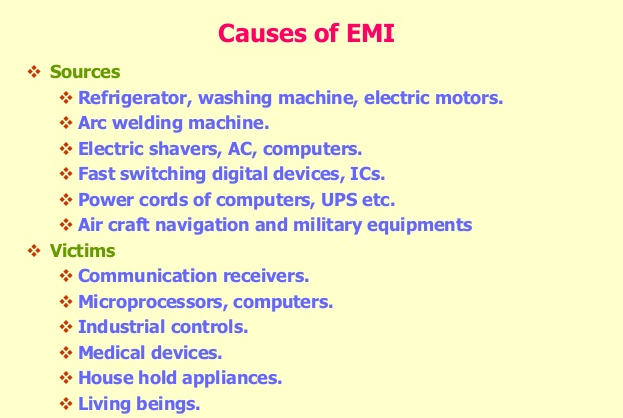 Causes of EMI
❖ Sources
❖ Refrigerator, washing machine, electric motors.
❖ Arc welding machine.
❖ Electric shavers, AC, computers.
❖ Fast switching digital devices, ICs.
❖ Power cords of computers, UPS etc.
❖ Air craft navigation and military equipments
❖ Victims
❖ Communication receivers.
❖ Microprocessors, computers.
❖ Industrial controls.
❖ Medical devices.
❖ House hold appliances.
❖ Living beings.